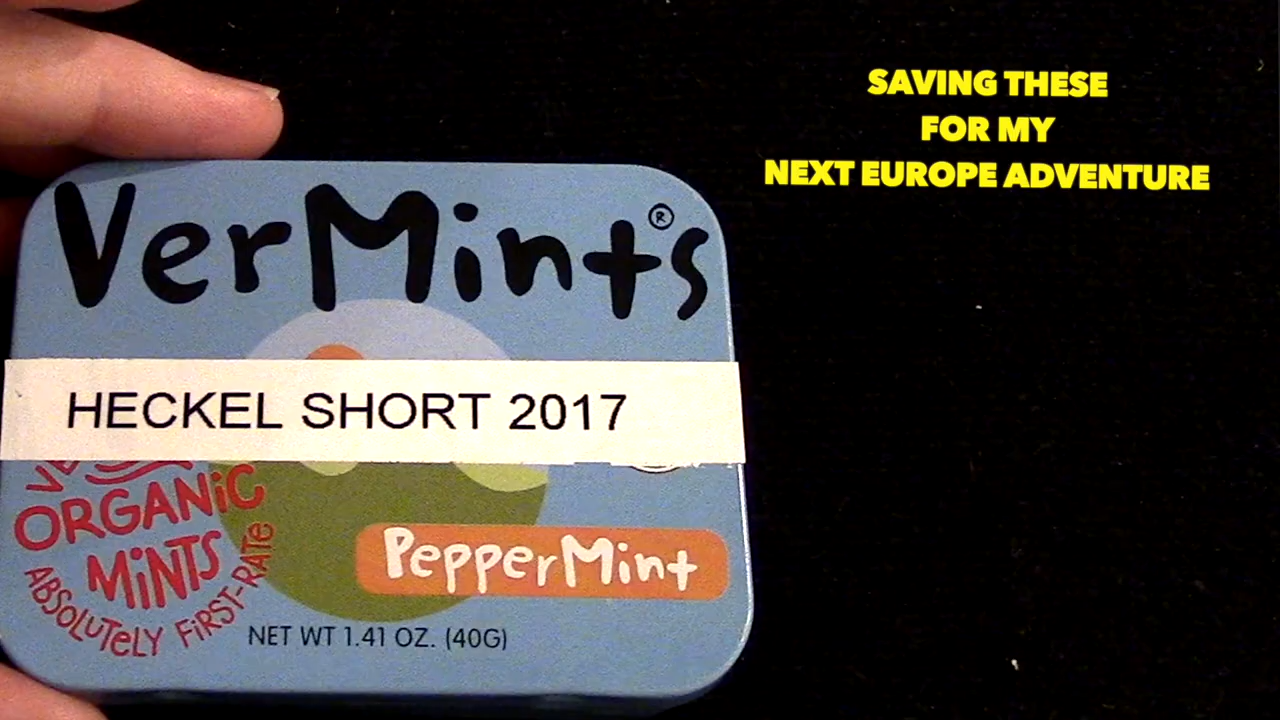 SAVING THESE
FOR MY
NEXT EUROPE ADVENTURE
VerMint's®
HECKEL SHORT 2017
ORGANiC
MiNTS
ABSOLUTELY FiRST-RATE
PepperMint
NET WT 1.41 OZ. (40G)